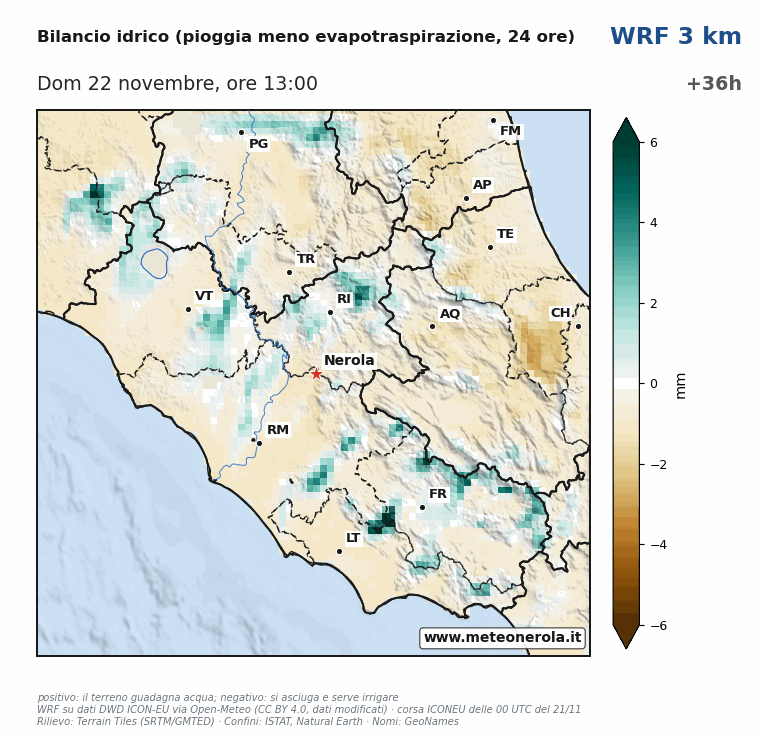 Bilancio idrico (pioggia meno evapotraspirazione, 24 ore)
WRF 3 km
Dom 22 novembre, ore 13:00
+36h
FM
PG
AP
TE
TR
VT
RI
AQ
CH
Nerola
RM
FR
LT
www.meteonerola.it
6
4
2
0
−2
−4
−6
mm
positivo: il terreno guadagna acqua; negativo: si asciuga e serve irrigare
WRF su dati DWD ICON-EU via Open-Meteo (CC BY 4.0, dati modificati) · corsa ICONEU delle 00 UTC del 21/11
Rilievo: Terrain Tiles (SRTM/GMTED) · Confini: ISTAT, Natural Earth · Nomi: GeoNames